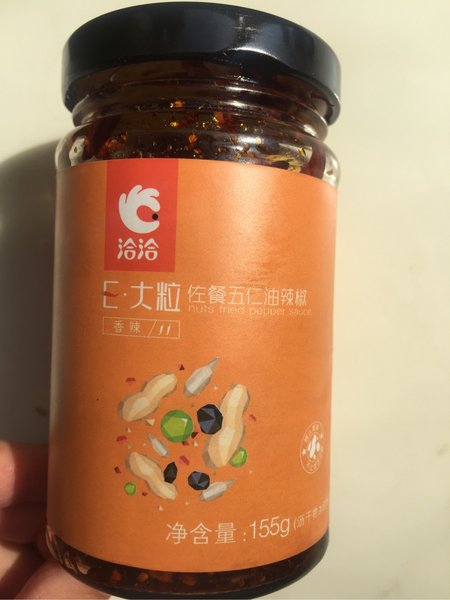 洽洽
E·大粒 佐餐五仁油辣椒
nuts fried pepper sauce
香辣
净含量:155g